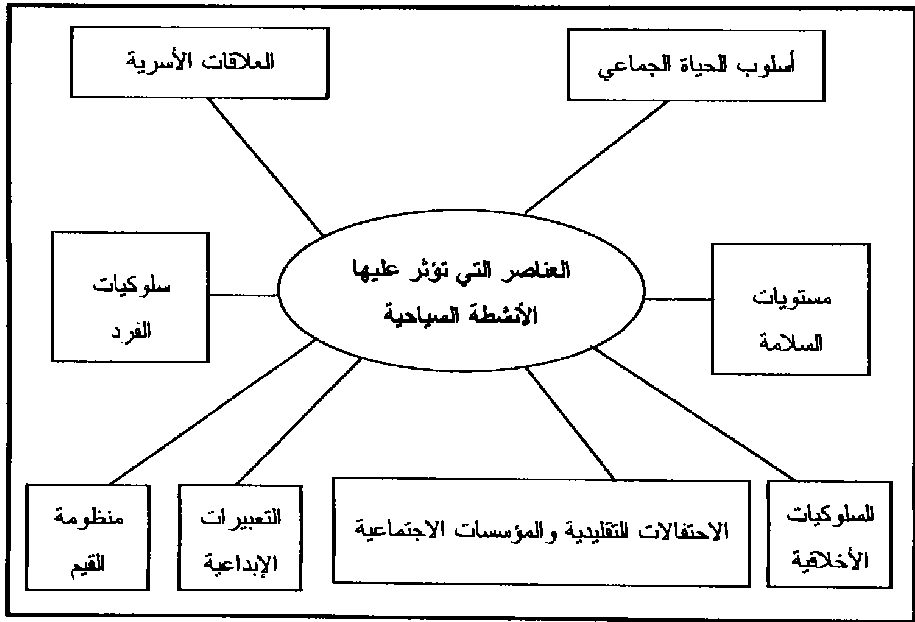 أسلوب الحياة الجماعي
العلاقات الأسرية
العناصر التي تؤثر عليها
الأنشطة السياحية
مستويات
السلامة
سلوكيات
الفرد
السلوكيات
الأخلاقية
الاحتفالات التقليدية والمؤسسات الاجتماعية
التعبيرات
الإبداعية
منظومة
القيم